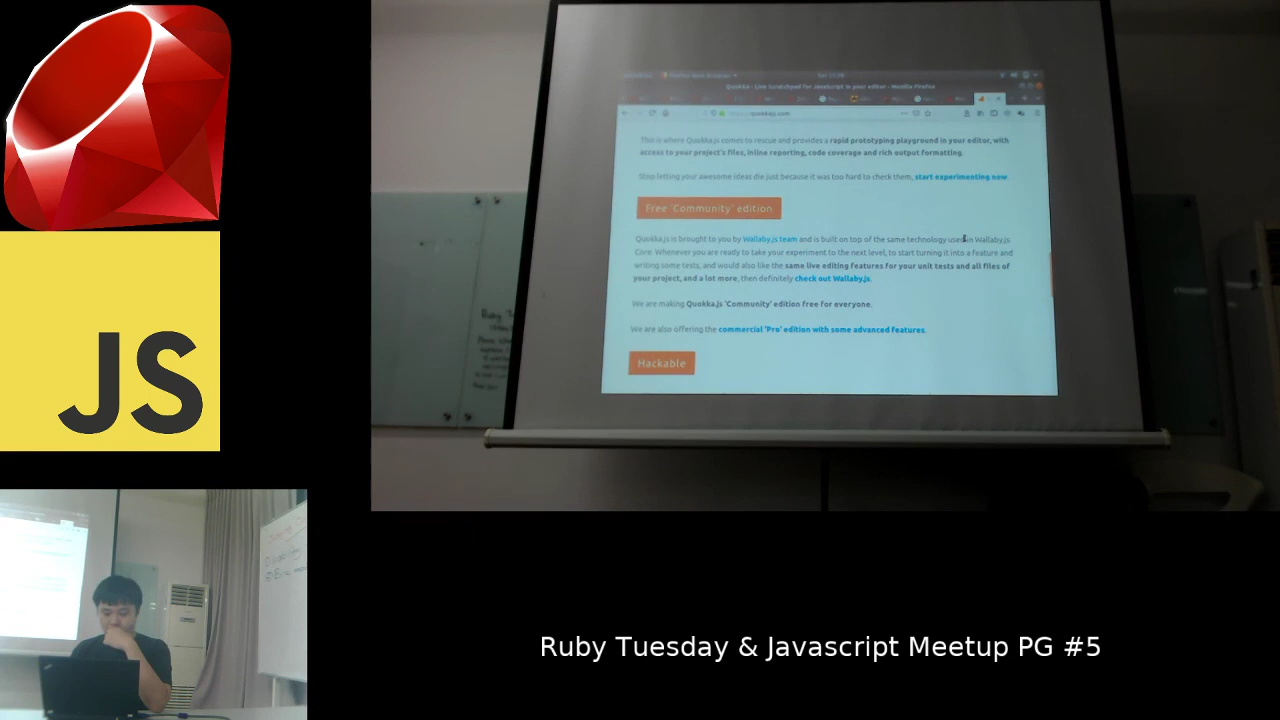 JS
Quokka - Live Scratchpad for JavaScript in your editor - Mozilla Firefox
quokkajs.com
This is where Quokka.js comes to rescue and provides a rapid prototyping playground in your editor, with
access to your project's files, inline reporting, code coverage and rich output formatting.
Stop letting your awesome ideas die just because it was too hard to check them, start experimenting now.
Free 'Community' edition
Quokka.js is brought to you by Wallaby.js team and is built on top of the same technology used in Wallaby.js
Core. Whenever you are ready to take your experiment to the next level, to start turning it into a feature and
writing some tests, and would also like the same live editing features for your unit tests and all files of
your project, and a lot more, then definitely check out Wallaby.js.
We are making Quokka.js 'Community' edition free for everyone.
We are also offering the commercial 'Pro' edition with some advanced features.
Hackable
Ruby
Ruby Tuesday & Javascript Meetup PG #5